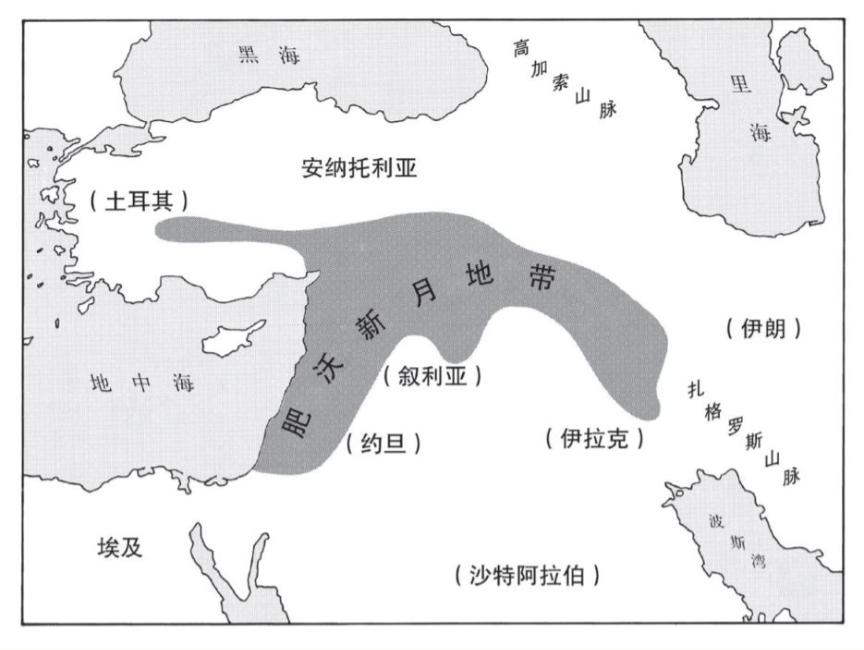 黑海
高加索山脉
里海
安纳托利亚
（土耳其）
肥沃新月地带
（伊朗）
地中海
（叙利亚）
扎格罗斯山脉
（约旦）
（伊拉克）
波斯湾
埃及
（沙特阿拉伯）